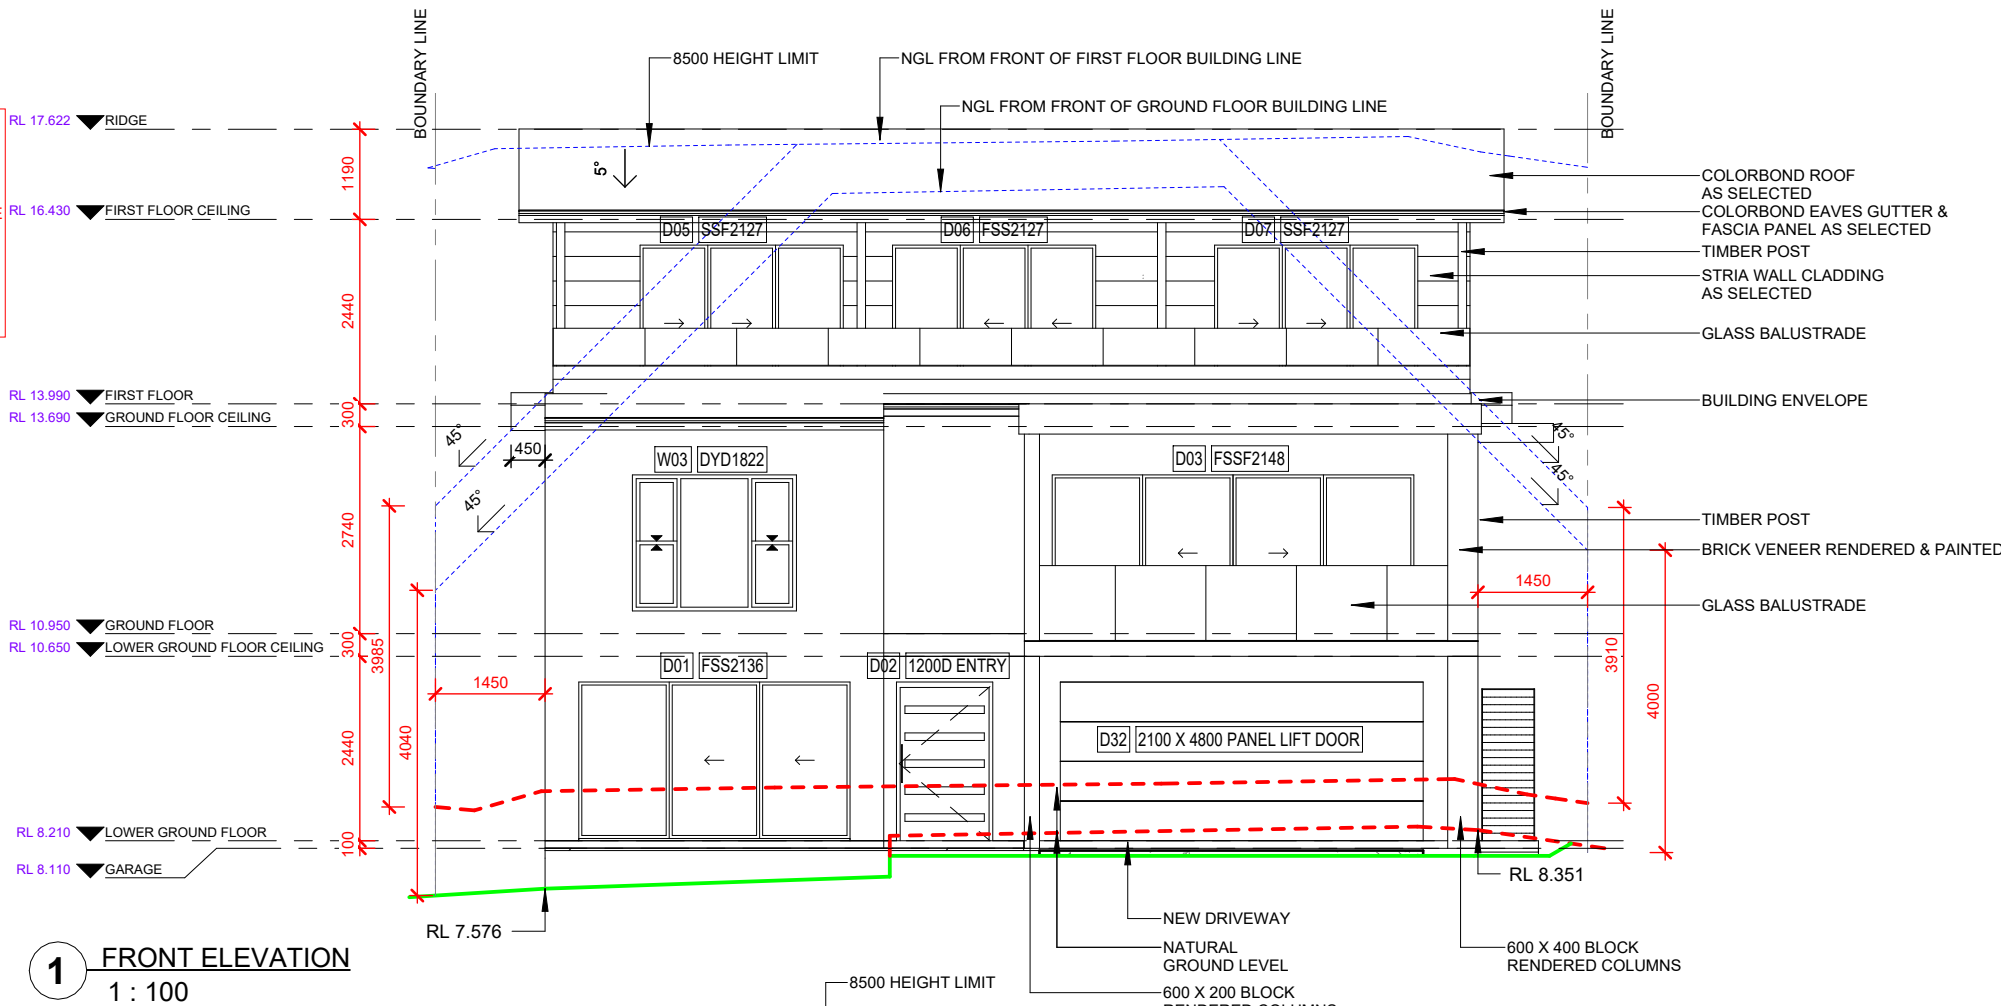 BOUNDARY LINE
BOUNDARY LINE
8500 HEIGHT LIMIT
NGL FROM FRONT OF FIRST FLOOR BUILDING LINE
NGL FROM FRONT OF GROUND FLOOR BUILDING LINE
RL 17.622 RIDGE
1190
5°
COLORBOND ROOF
AS SELECTED
RL 16.430 FIRST FLOOR CEILING
COLORBOND EAVES GUTTER &
FASCIA PANEL AS SELECTED
D05 SSF2127
D06 FSS2127
D07 SSF2127
TIMBER POST
STRIA WALL CLADDING
AS SELECTED
2440
GLASS BALUSTRADE
RL 13.990 FIRST FLOOR
BUILDING ENVELOPE
RL 13.690 GROUND FLOOR CEILING
300
45°
450
45°
45°
45°
W03 DYD1822
D03 FSSF2148
2740
TIMBER POST
BRICK VENEER RENDERED & PAINTED
1450
GLASS BALUSTRADE
RL 10.950 GROUND FLOOR
RL 10.650 LOWER GROUND FLOOR CEILING
300
3985
3910
D01 FSS2136
D02 1200D ENTRY
1450
4000
2440
4040
D32 2100 X 4800 PANEL LIFT DOOR
RL 8.210 LOWER GROUND FLOOR
100
RL 8.110 GARAGE
RL 8.351
RL 7.576
NEW DRIVEWAY
NATURAL
GROUND LEVEL
600 X 400 BLOCK
RENDERED COLUMNS
1 FRONT ELEVATION
1 : 100
8500 HEIGHT LIMIT
600 X 200 BLOCK
RENDERED COLUMNS